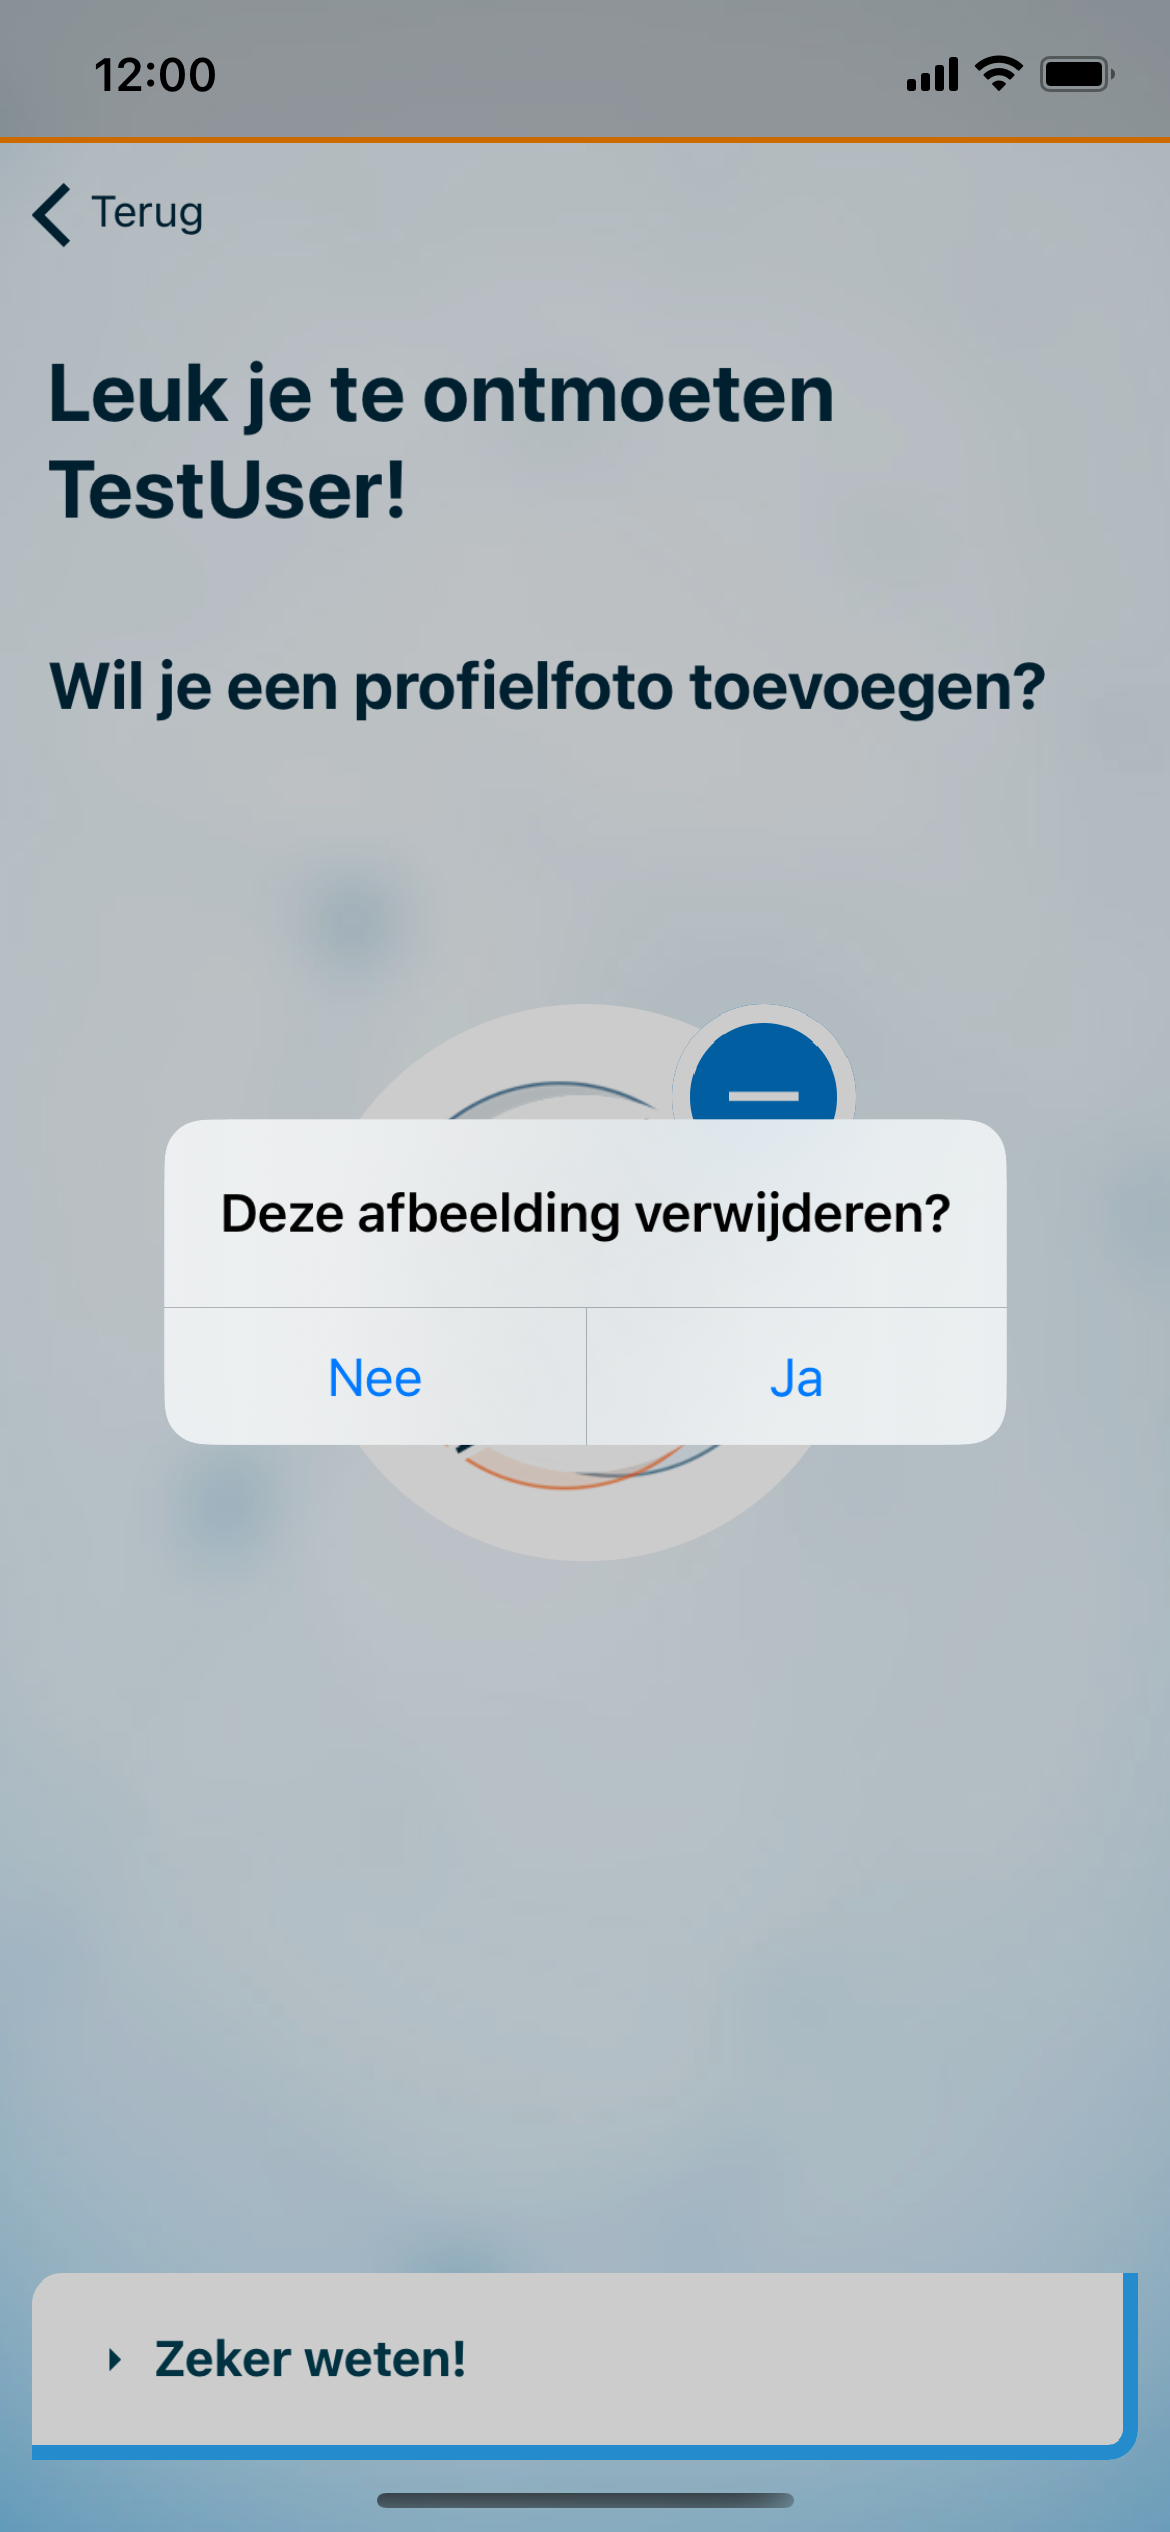 12:00
Terug
Leuk je te ontmoeten
TestUser!
Wil je een profielfoto toevoegen?
Deze afbeelding verwijderen?
Nee
Ja
Zeker weten!